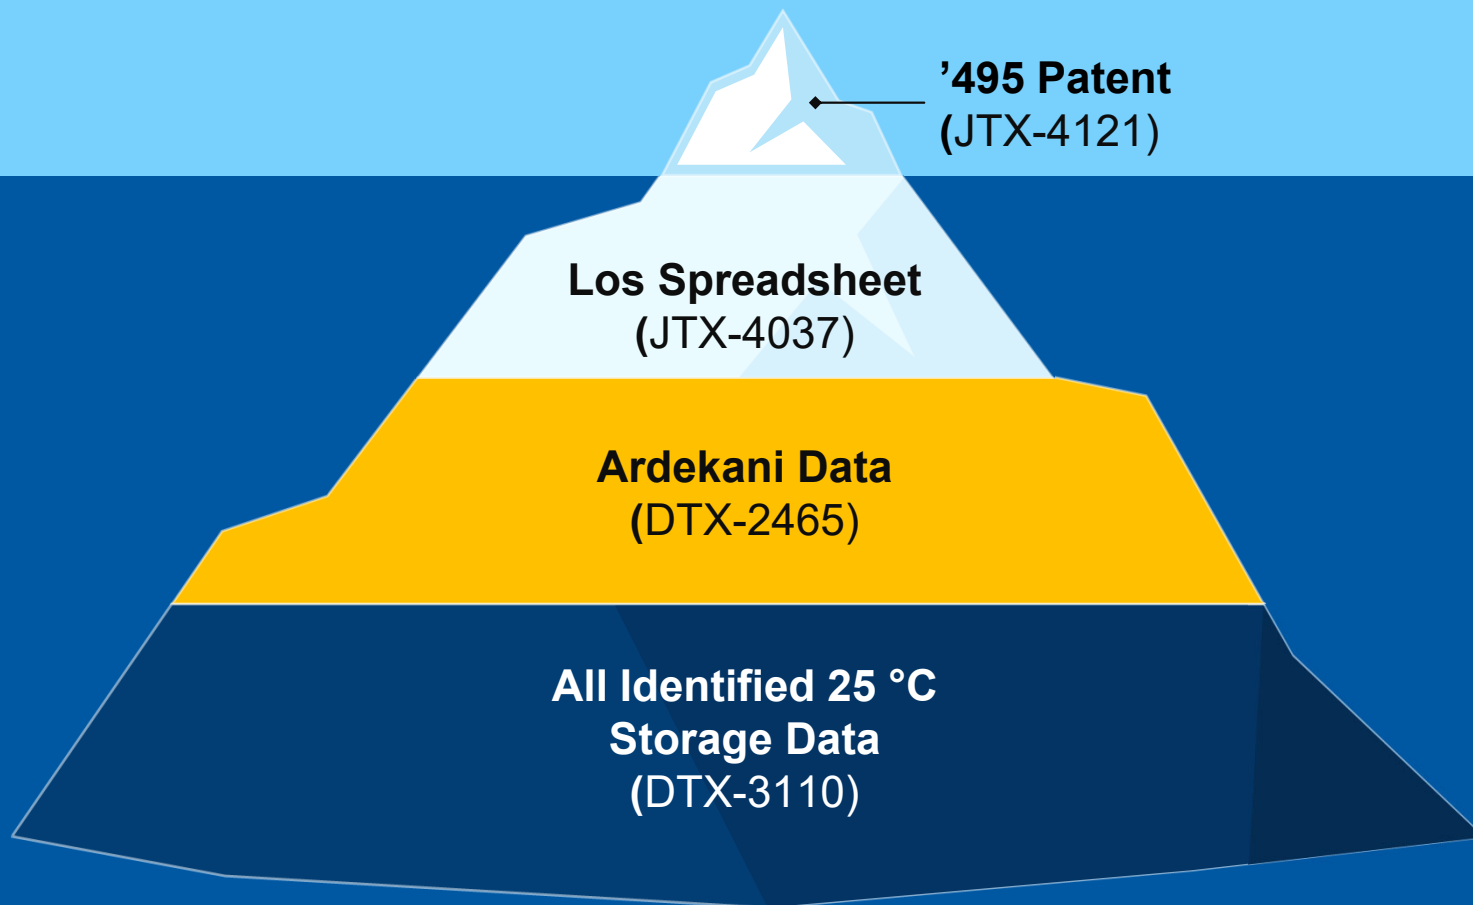 ’495 Patent
(JTX-4121)
Los Spreadsheet
(JTX-4037)
Ardekani Data
(DTX-2465)
All Identified 25 °C
Storage Data
(DTX-3110)